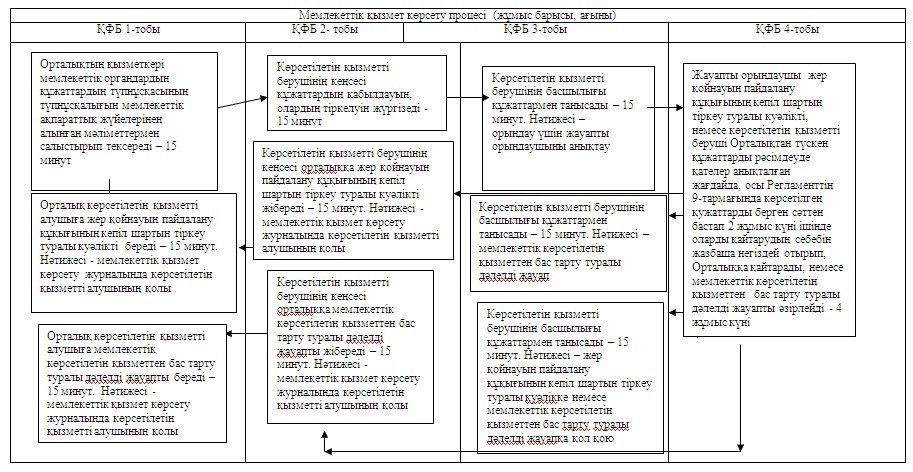 Мемлекеттік қызмет көрсету процесі (жұмыс барысы, ағыны)
ҚФБ 1-тобы
ҚФБ 2- тобы
ҚФБ 3-тобы
ҚФБ 4-тобы
Орталықтың қызметкері
мемлекеттік органдардың
құжаттардың түпнұсқасының
түпнұсқалығын мемлекеттік
ақпараттық жүйелерінен
алынған мәліметтермен
салыстырып тексереді – 15
минут
Орталық көрсетілетін қызметті
алушыға жер қойнауын пайдалану
құқығының кепіл шартын тіркеу
туралы куәлікті береді – 15 минут.
Нәтижесі - мемлекеттік қызмет
көрсету журналында көрсетілетін
қызметті алушының қолы
Орталық көрсетілетін қызметті
алушыға мемлекеттік
көрсетілетін қызметтен бас тарту
туралы дәлелді жауапты береді –
15 минут. Нәтижесі -
мемлекеттік қызмет көрсету
журналында көрсетілетін
қызметті алушының қолы
Көрсетілетін қызметті
берушінің кеңсесі
құжаттардың қабылдауын,
олардың тіркелуін жүргізеді -
15 минут
Көрсетілетін қызметті берушінің
кеңсесі орталыққа жер қойнауын
пайдалану құқығының кепіл
шартын тіркеу туралы куәлікті
жібереді – 15 минут. Нәтижесі -
мемлекеттік қызмет көрсету
журналында көрсетілетін қызметті
алушының қолы
Көрсетілетін қызметті
берушінің кеңсесі
орталыққа мемлекеттік
көрсетілетін қызметтен бас
тарту туралы дәлелді
жауапты жібереді – 15
минут. Нәтижесі -
мемлекеттік қызмет көрсету
журналында көрсетілетін
қызметті алушының қолы
Көрсетілетін қызметті
берушінің басшылығы
құжаттармен танысады – 15
минут. Нәтижесі –
орындау үшін жауапты
орындаушыны анықтау
Көрсетілетін қызметті берушінің
басшылығы құжаттармен
танысады – 15 минут. Нәтижесі –
мемлекеттік көрсетілетін
қызметтен бас тарту туралы
дәлелді жауап
Көрсетілетін қызметті
берушінің басшылығы
құжаттармен танысады – 15
минут. Нәтижесі – жер
қойнауын пайдалану
құқығының кепіл шартын тіркеу
туралы куәлікке немесе
мемлекеттік көрсетілетін
қызметтен бас тарту туралы
дәлелді жауапқа қол қою
Жауапты орындаушы жер
қойнауын пайдалану
құқығының кепіл шартын
тіркеу туралы куәлікті,
немесе көрсетілетін қызметті
беруші Орталықтан түскен
құжаттарды рәсімдеуде
қателер анықталған
жағдайда, осы Регламенттің
9-тармағында көрсетілген
құжаттарды берген сәттен
бастап 2 жұмыс күні ішінде
оларды қайтарудың себебін
жазбаша негіздей отырып,
Орталыққа қайтарады, немесе
мемлекеттік көрсетілетін
қызметтен бас тарту туралы
дәлелді жауапты әзірлейді - 4
жұмыс күні